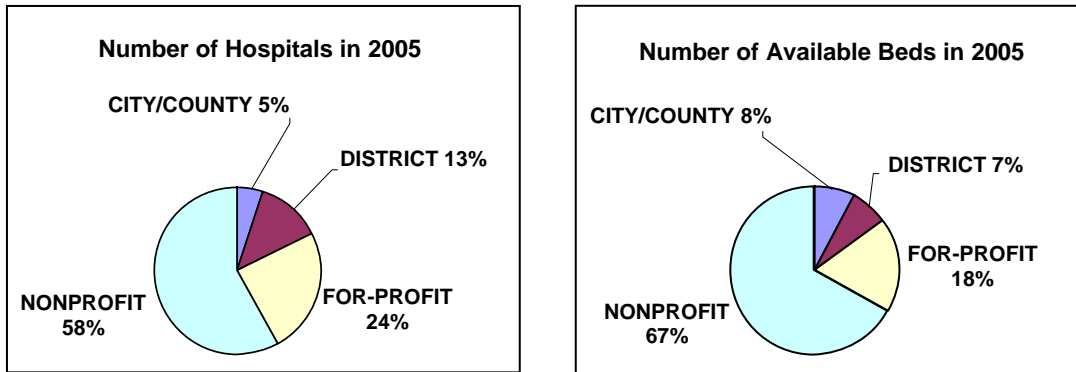 Number of Hospitals in 2005
CITY/COUNTY 5%
DISTRICT 13%
FOR-PROFIT
24%
NONPROFIT
58%
Number of Available Beds in 2005
CITY/COUNTY 8%
DISTRICT 7%
FOR-PROFIT
18%
NONPROFIT
67%